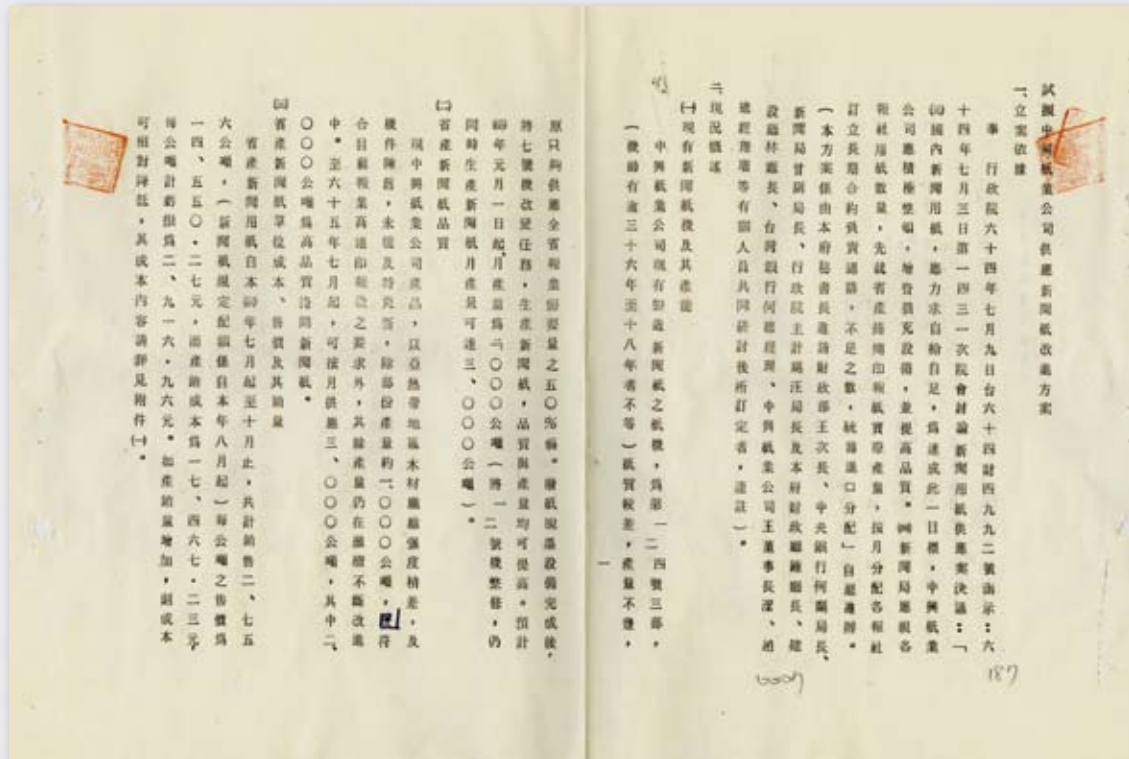 試擬中興紙業公司供應新聞紙改進方案
一、立案依據
奉 行政院六十四年七月九日台六十四財四九九二號函示：六
十四年七月三日第一四三一次院會討論新聞用紙供應案決議：「
國內新聞用紙，應力求自給自足，為達成此一目標，中興紙業
公司應積極整頓，增資擴充設備，並提高品質。新聞局應視各
報社用紙數量，先就省產捲筒印報紙實際產量，按月分配各報社
訂立長期合約負責運購，不足之數，統籌進口分配」自應遵辦。
（本方案係由本府秘書長邀請財政部王次長、中央銀行何副局長、
新聞局甘副局長、行政院主計處汪局長及本府財政廳鍾廳長、建
設廳林廳長、台灣銀行何總經理、中興紙業公司王董事長潔、
總經理瑞等有關人員共同研討後所訂定者，謹註）。
二、現況概述
(一)現有新聞紙機及其產能
中興紙業公司現有製造新聞紙之紙機，為第一二四號三部，
（機齡有逾三十六年至十八年者不等）紙質較差，產量不豐，
一
原只夠供應全省報業需要量之五〇％弱。廢紙脫墨設備完成後，
將七號機改變任務，生產新聞紙，品質與產量均可提高。預計
年元月一日起，月產量為二、〇〇〇公噸（將一二號機整修，仍
同時生產新聞紙月產量可達三、〇〇〇公噸）。
(二)省產新聞紙品質
現中興紙業公司產品，以亞熱帶地區木材纖維強度稍差，及
機件陳舊，未能及時更新，除部份產量約一、〇〇〇公噸，符
合目前報業高速印報機之要求外，其餘產量仍在繼續不斷改進
中。至六十五年七月起，可按月供應三、〇〇〇公噸，其中二、
〇〇〇公噸為高品質捲筒新聞紙。
(三)省產新聞紙單位成本、售價及其銷量
省產新聞用紙自本年七月起至十月止，共計銷售二、七五
六公噸，（新聞紙規定配額係自本年八月起）每公噸之售價為
一四、五五〇．二七元，而產銷成本為一七、四六七．二三元，
每公噸計虧損為二、九一六．九六元。如產銷量增加，則成本
可相對降低，其成本內容請詳見附件(一)。
187